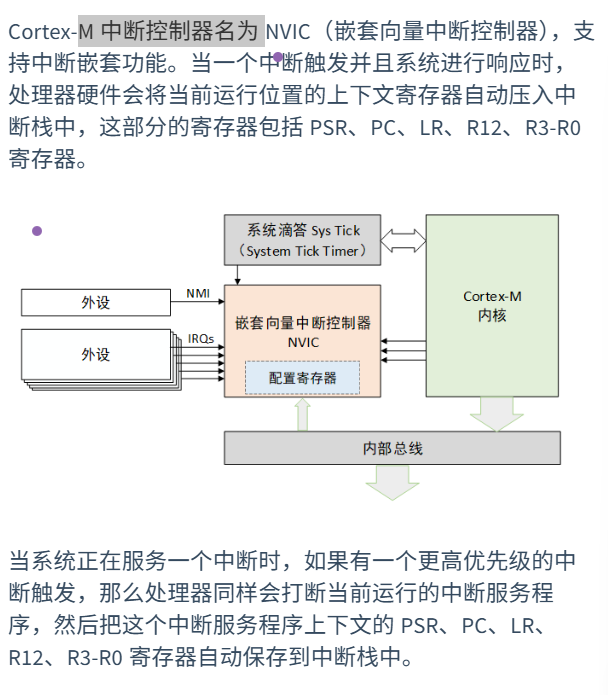 Cortex-M 中断控制器名为 NVIC（嵌套向量中断控制器），支
持中断嵌套功能。当一个中断触发并且系统进行响应时，
处理器硬件会将当前运行位置的上下文寄存器自动压入中
断栈中，这部分的寄存器包括 PSR、PC、LR、R12、R3-R0
寄存器。
系统滴答 Sys Tick
（System Tick Timer）
Cortex-M
内核
外设
NMI
嵌套向量中断控制器
NVIC
外设
IRQs
配置寄存器
内部总线
当系统正在服务一个中断时，如果有一个更高优先级的中
断触发，那么处理器同样会打断当前运行的中断服务程
序，然后把这个中断服务程序上下文的 PSR、PC、LR、
R12、R3-R0 寄存器自动保存到中断栈中。